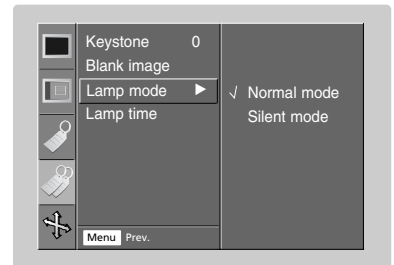 Keystone 0
Blank image
Lamp mode ▶
Lamp time
√ Normal mode
Silent mode
Menu Prev.